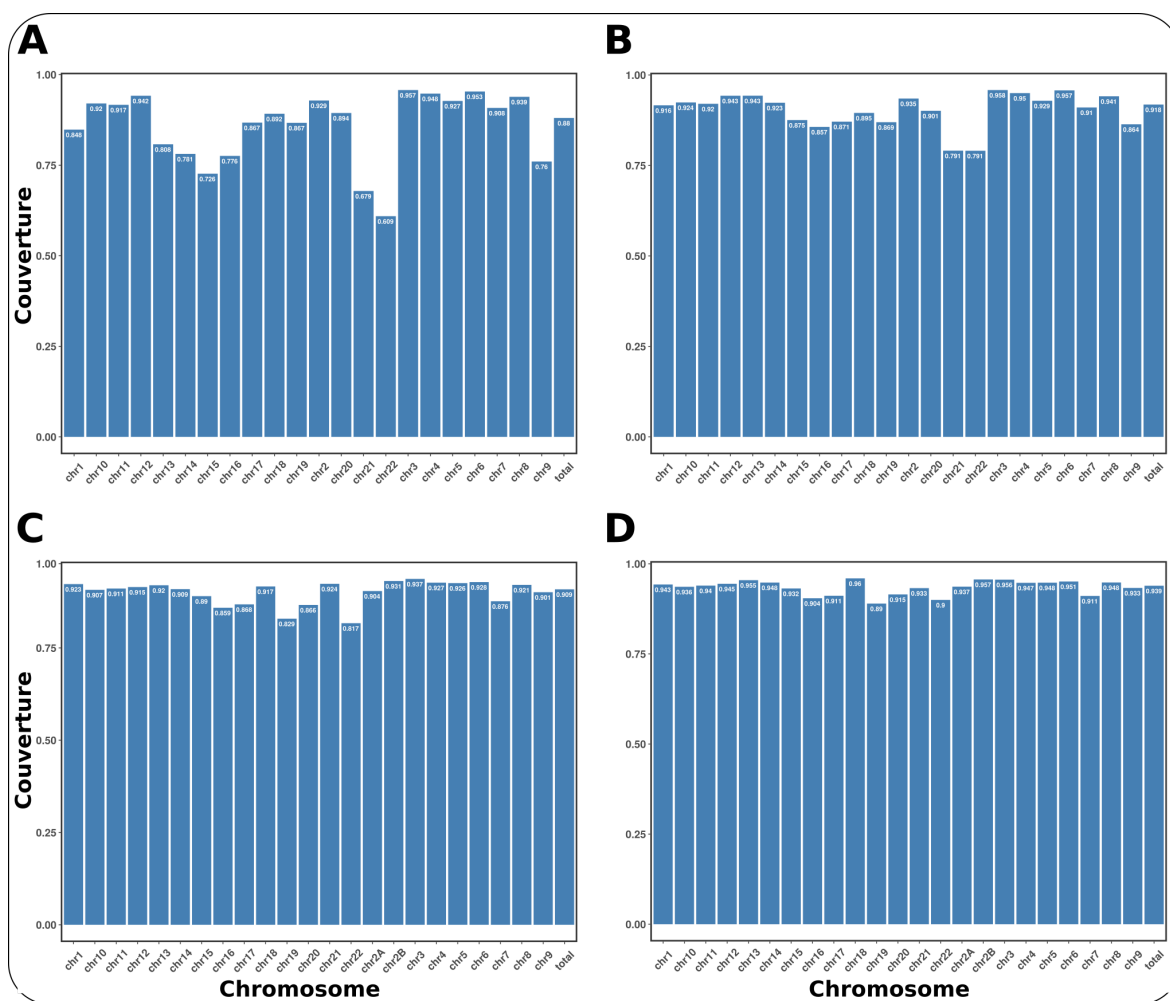 A
B
1.00
0.75
0.50
0.25
0.00
Couverture
0.848
0.92
0.917
0.942
0.808
0.781
0.726
0.776
0.867
0.892
0.867
0.929
0.894
0.679
0.609
0.957
0.948
0.927
0.953
0.908
0.939
0.76
0.88
chr1
chr10
chr11
chr12
chr13
chr14
chr15
chr16
chr17
chr18
chr19
chr2
chr20
chr21
chr22
chr3
chr4
chr5
chr6
chr7
chr8
chr9
total
1.00
0.75
0.50
0.25
0.00
0.916
0.924
0.92
0.943
0.943
0.923
0.875
0.857
0.871
0.895
0.869
0.935
0.901
0.791
0.791
0.958
0.95
0.929
0.957
0.91
0.941
0.864
0.918
chr1
chr10
chr11
chr12
chr13
chr14
chr15
chr16
chr17
chr18
chr19
chr2
chr20
chr21
chr22
chr3
chr4
chr5
chr6
chr7
chr8
chr9
total
C
D
1.00
0.75
0.50
0.25
0.00
Couverture
0.923
0.907
0.911
0.915
0.92
0.909
0.89
0.859
0.868
0.917
0.829
0.866
0.924
0.817
0.904
0.931
0.937
0.927
0.926
0.928
0.876
0.921
0.901
0.909
chr1
chr10
chr11
chr12
chr13
chr14
chr15
chr16
chr17
chr18
chr19
chr20
chr21
chr22
chr2A
chr2B
chr3
chr4
chr5
chr6
chr7
chr8
chr9
total
Chromosome
1.00
0.75
0.50
0.25
0.00
0.943
0.936
0.94
0.945
0.955
0.948
0.932
0.904
0.911
0.96
0.89
0.915
0.933
0.9
0.937
0.957
0.956
0.947
0.948
0.951
0.911
0.948
0.933
0.939
chr1
chr10
chr11
chr12
chr13
chr14
chr15
chr16
chr17
chr18
chr19
chr20
chr21
chr22
chr2A
chr2B
chr3
chr4
chr5
chr6
chr7
chr8
chr9
total
Chromosome